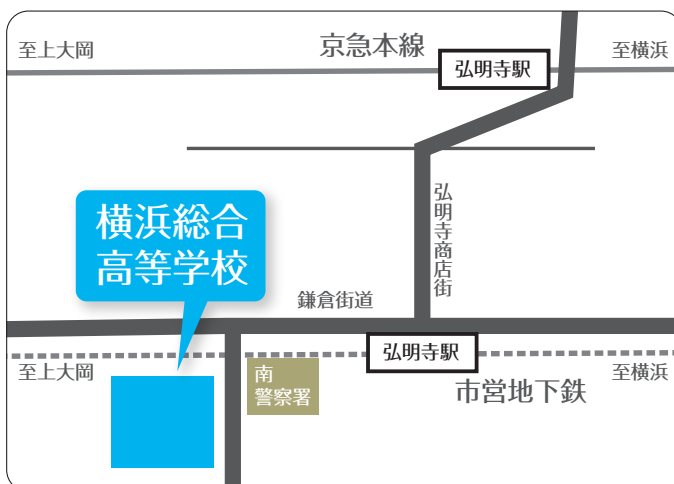 至上大岡
京急本線
弘明寺駅
至横浜
弘明寺商店街
横浜総合
高等学校
鎌倉街道
弘明寺駅
至上大岡
南
警察署
市営地下鉄
至横浜